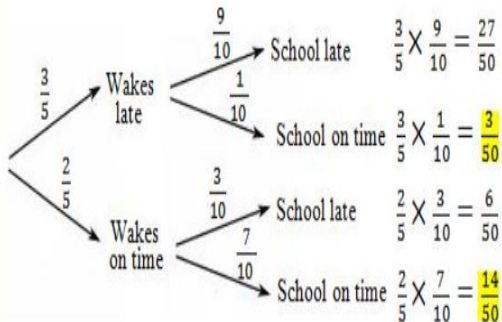 9/10
School late 3/5 × 9/10 = 27/50
3/5
Wakes
late
1/10
School on time 3/5 × 1/10 = 3/50
2/5
3/10
School late 2/5 × 3/10 = 6/50
Wakes
on time
7/10
School on time 2/5 × 7/10 = 14/50